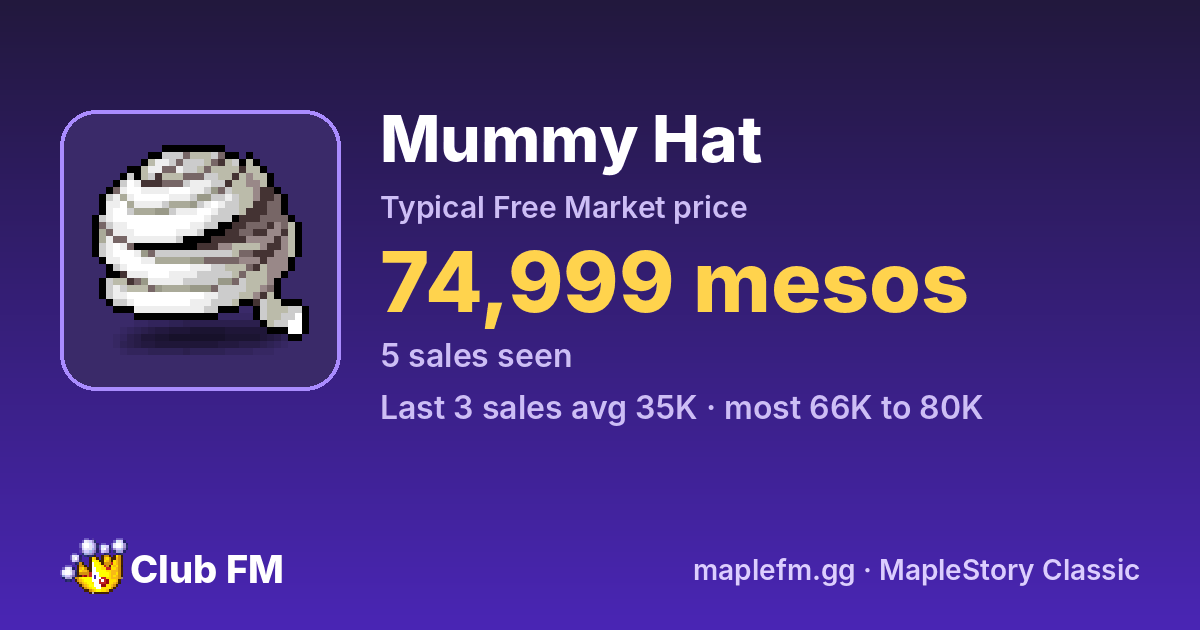 Mummy Hat
Typical Free Market price
74,999 mesos
5 sales seen
Last 3 sales avg 35K · most 66K to 80K
Club FM
maplefm.gg · MapleStory Classic